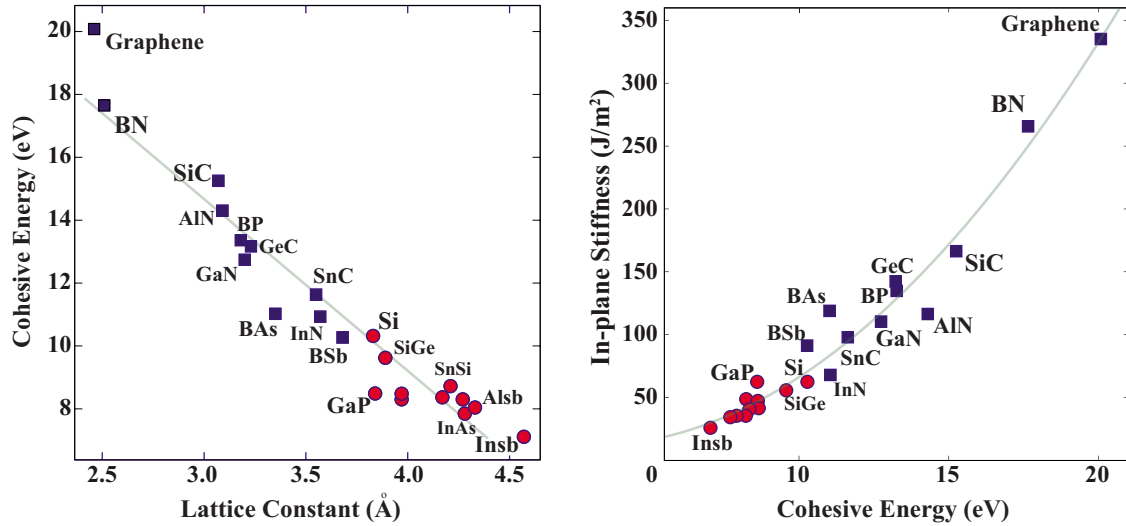 20
18
16
14
12
10
8
Cohesive Energy (eV)
Graphene
BN
SiC
AlN
BP
GeC
GaN
SnC
BAs
InN
BSb
Si
SiGe
SnSi
GaP
Alsb
InAs
Insb
2.5
3.0
3.5
4.0
4.5
Lattice Constant (Å)
350
300
250
200
150
100
50
0
In-plane Stiffness (J/m²)
Graphene
BN
SiC
GeC
BP
BAs
AlN
GaN
BSb
SnC
Si
GaP
InN
SiGe
Insb
10
15
20
Cohesive Energy (eV)